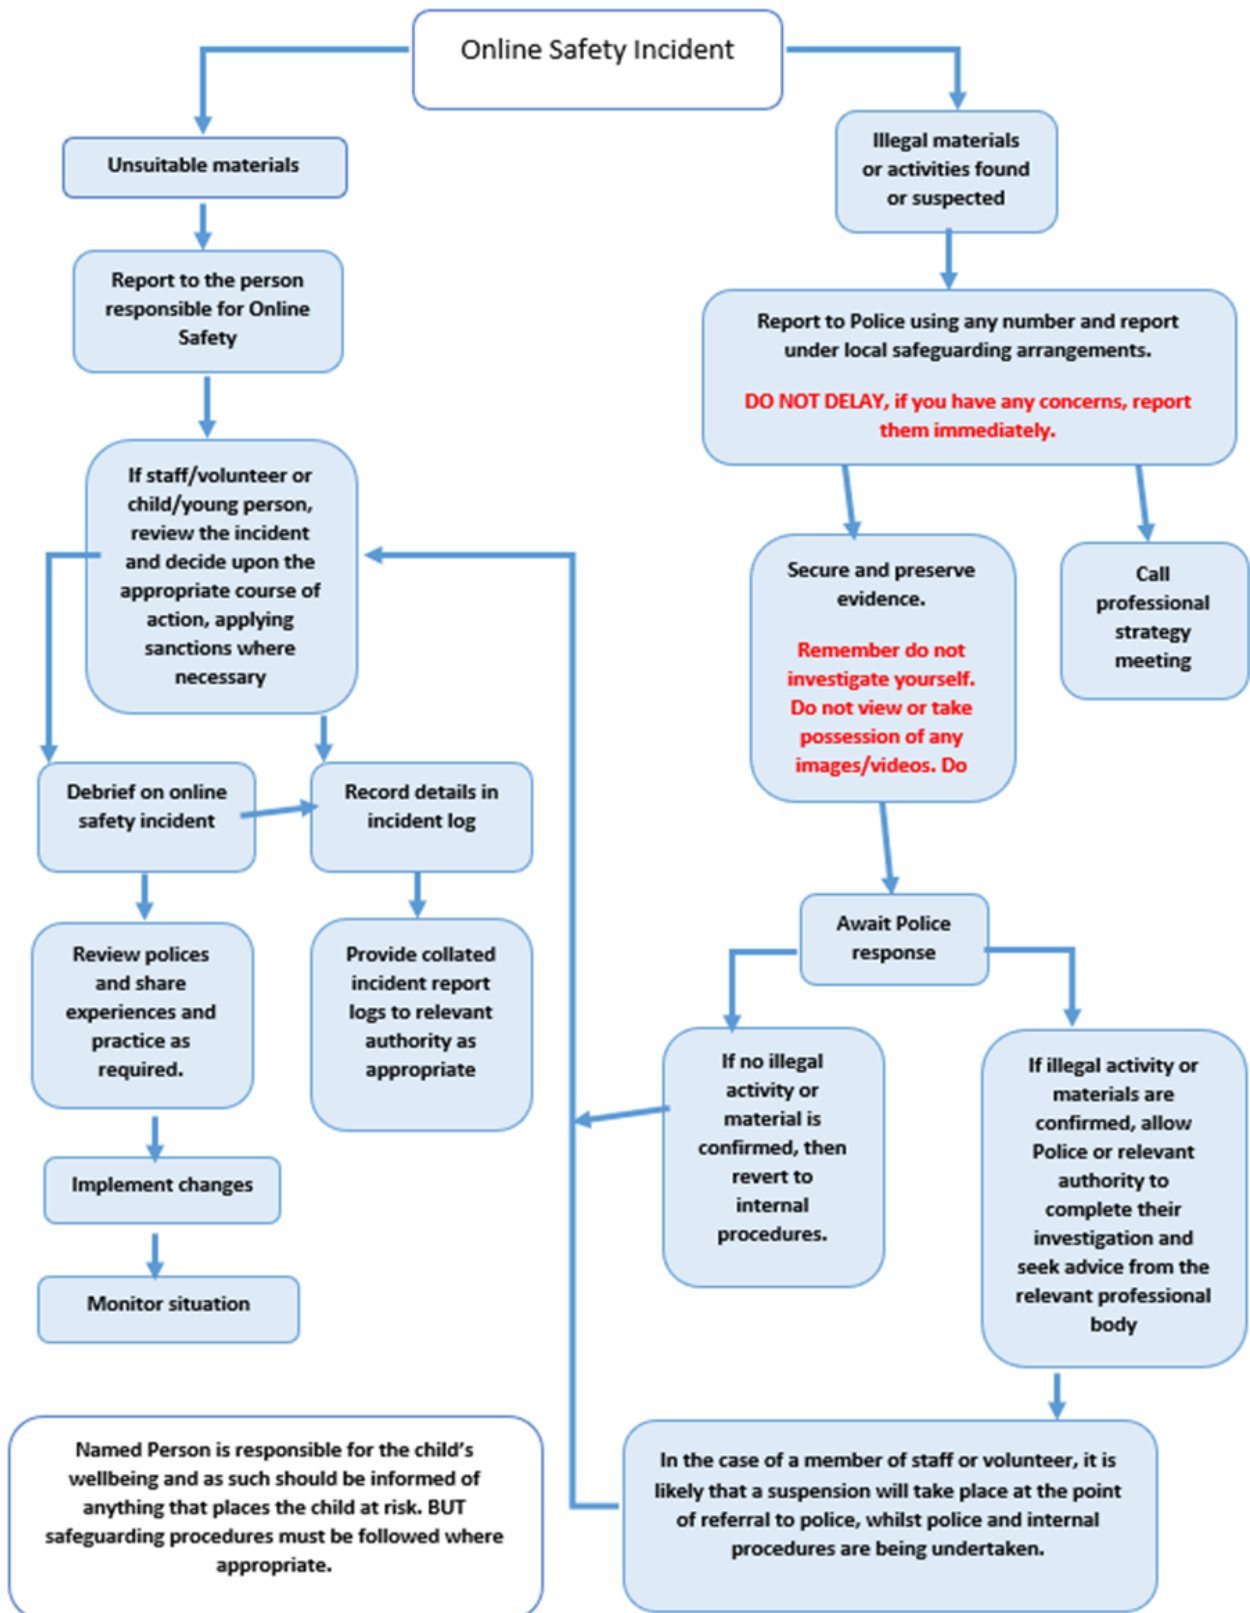 Online Safety Incident
Unsuitable materials
Illegal materials
or activities found
or suspected
Report to the person
responsible for Online
Safety
Report to Police using any number and report
under local safeguarding arrangements.
DO NOT DELAY, if you have any concerns, report
them immediately.
If staff/volunteer or
child/young person,
review the incident
and decide upon the
appropriate course of
action, applying
sanctions where
necessary
Secure and preserve
evidence.
Remember do not
investigate yourself.
Do not view or take
possession of any
images/videos. Do
Call
professional
strategy
meeting
Debrief on online
safety incident
Record details in
incident log
Review polices
and share
experiences and
practice as
required.
Provide collated
incident report
logs to relevant
authority as
appropriate
Await Police
response
If no illegal
activity or
material is
confirmed, then
revert to
internal
procedures.
If illegal activity or
materials are
confirmed, allow
Police or relevant
authority to
complete their
investigation and
seek advice from the
relevant professional
body
Implement changes
Monitor situation
Named Person is responsible for the child's
wellbeing and as such should be informed of
anything that places the child at risk. BUT
safeguarding procedures must be followed where
appropriate.
In the case of a member of staff or volunteer, it is
likely that a suspension will take place at the point
of referral to police, whilst police and internal
procedures are being undertaken.